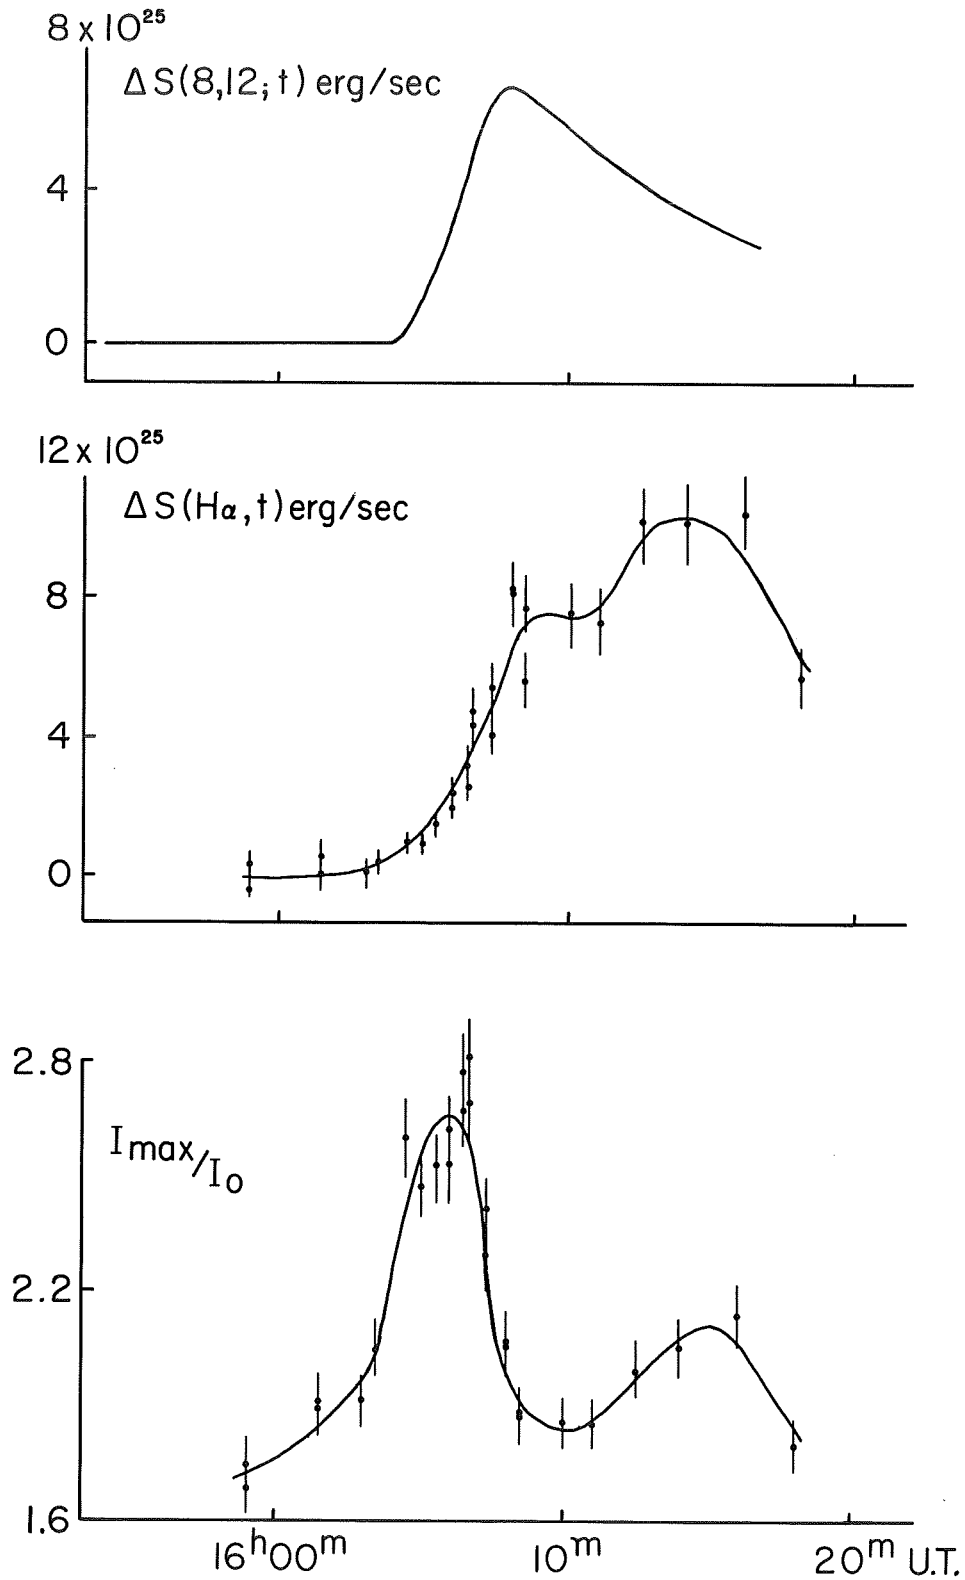 8 x 10²⁵
ΔS(8,12;t) erg/sec
4
0
12 x 10²⁵
ΔS(Hα,t) erg/sec
8
4
0
2.8
Imax/I₀
2.2
1.6
16ʰ00ᵐ 10ᵐ 20ᵐ U.T.